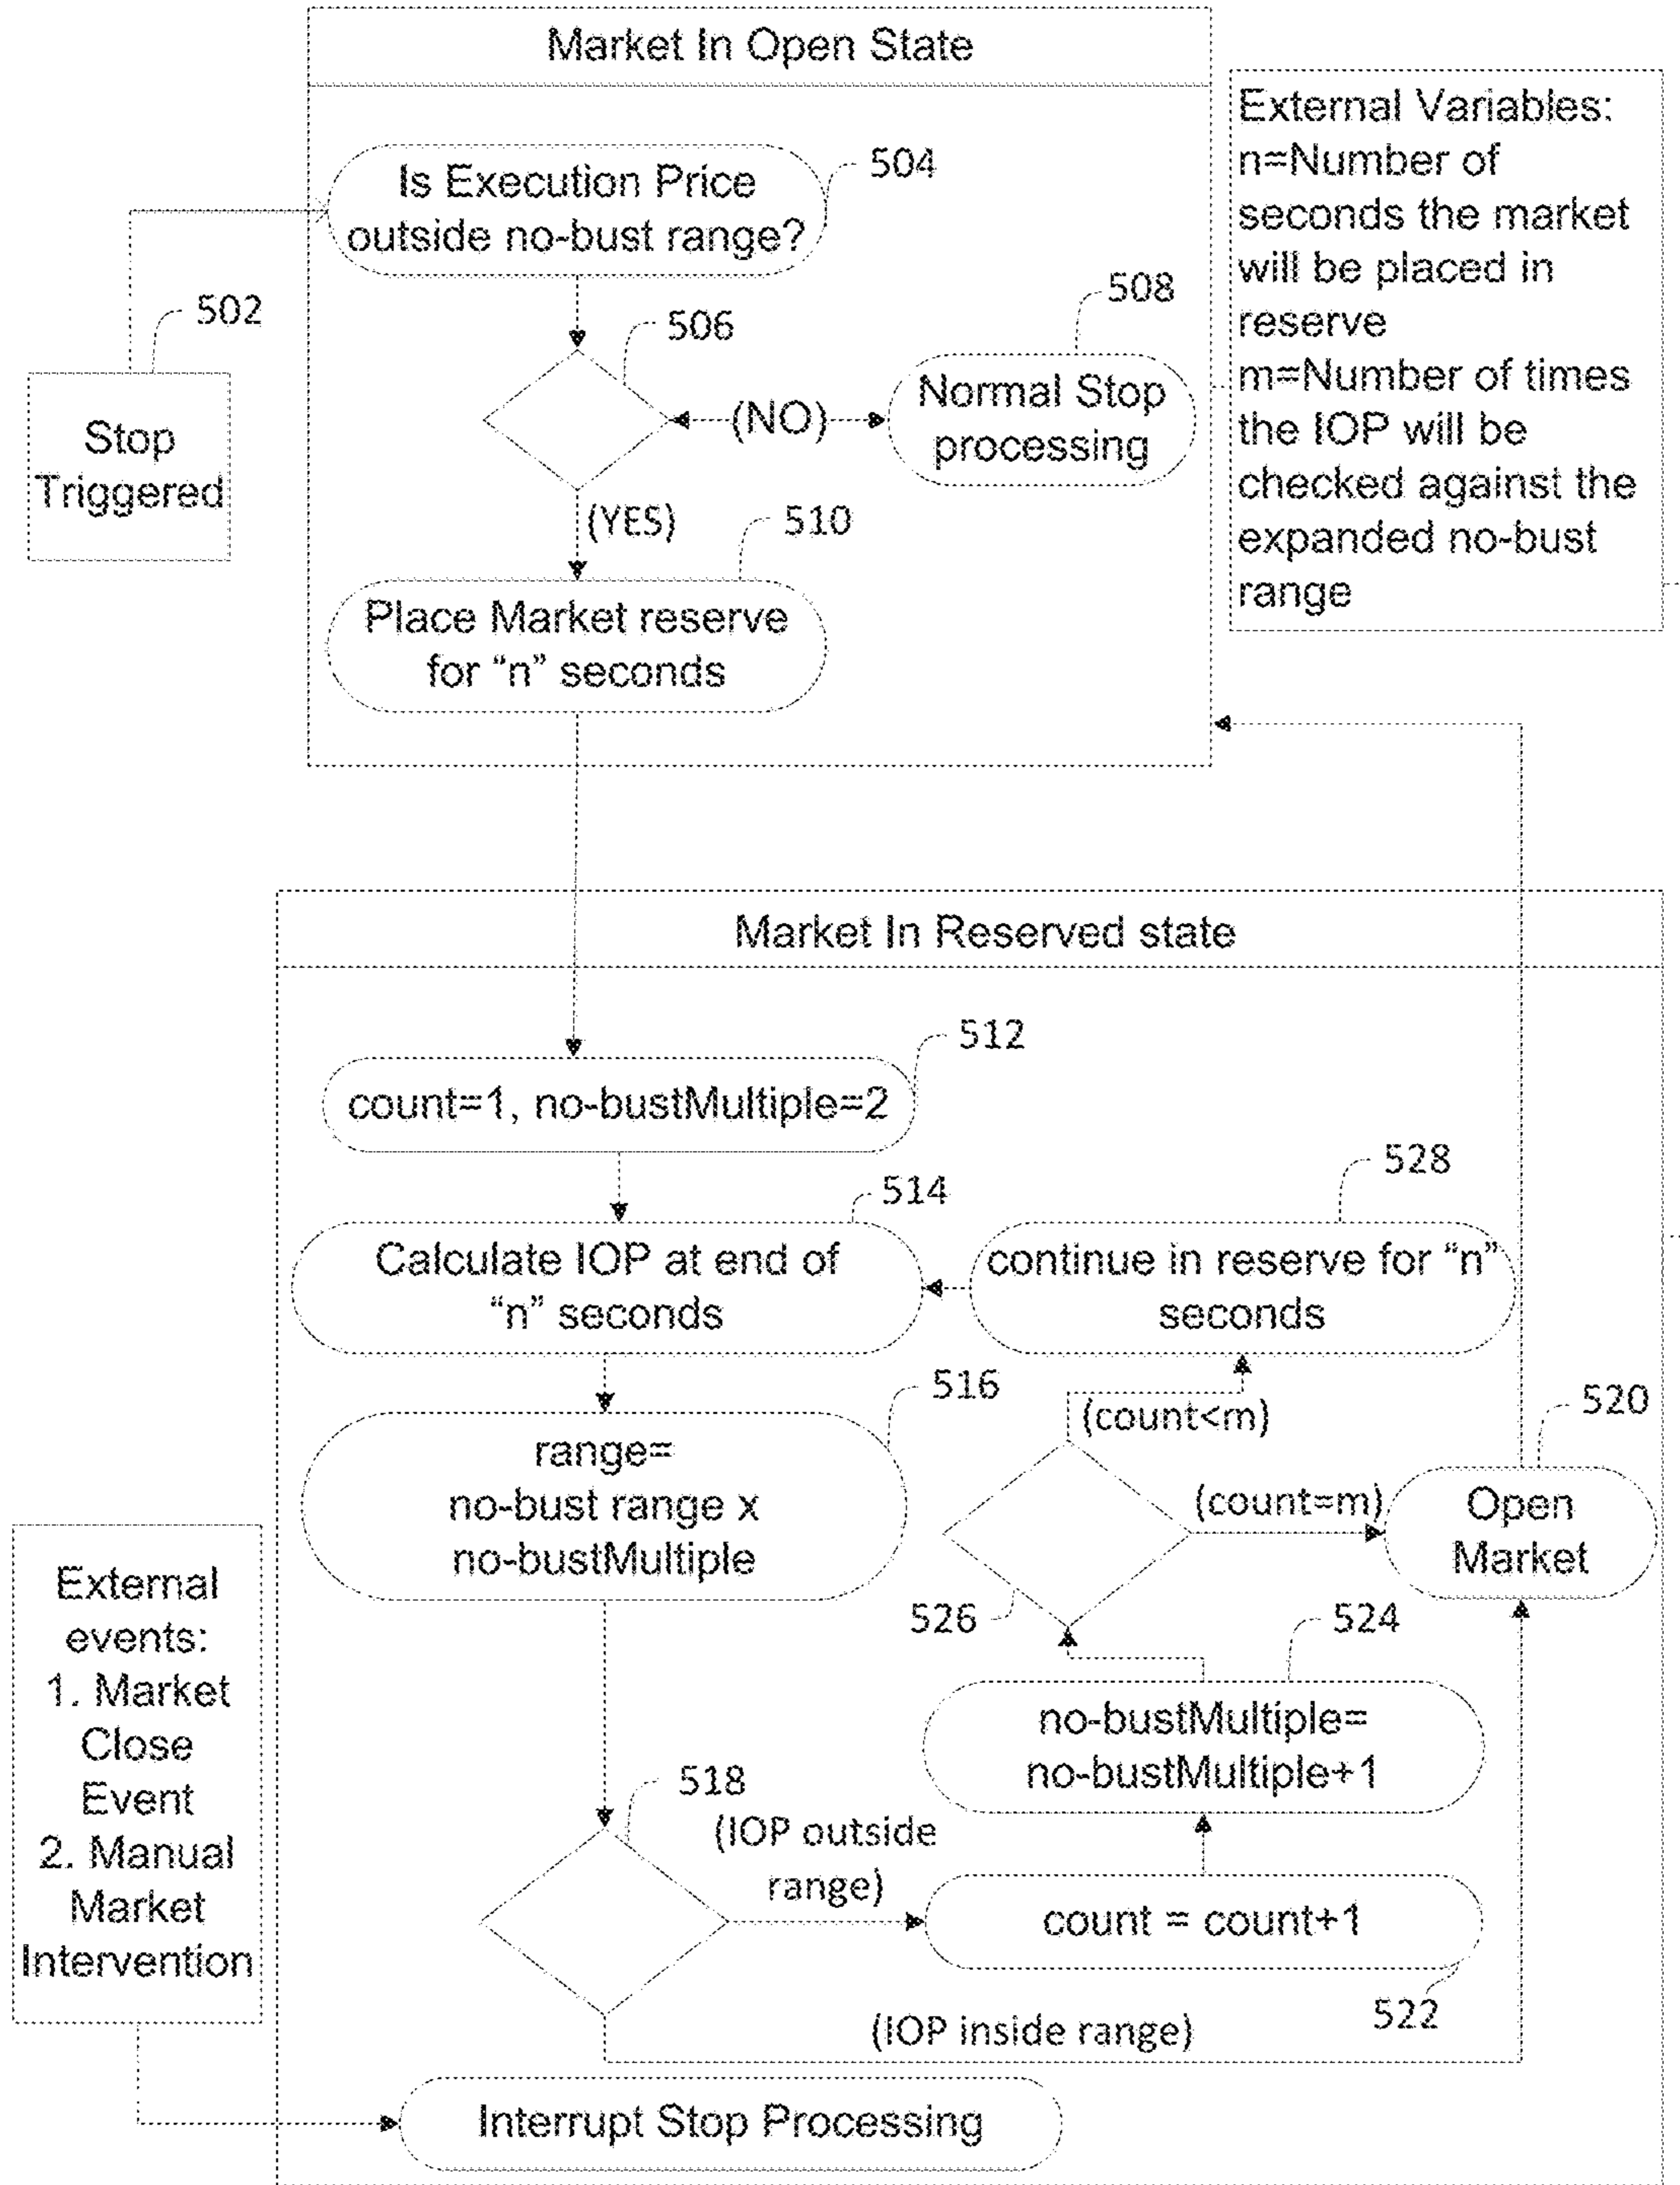 Market In Open State
Is Execution Price
outside no-bust range?
504
External Variables:
n=Number of
seconds the market
will be placed in
reserve
m=Number of times
the IOP will be
checked against the
expanded no-bust
range
502
Stop
Triggered
506
508
(NO)
Normal Stop
processing
(YES)
510
Place Market reserve
for “n” seconds
Market In Reserved state
512
count=1, no-bustMultiple=2
514
Calculate IOP at end of
“n” seconds
528
continue in reserve for “n”
seconds
516
range=
no-bust range x
no-bustMultiple
(count<m)
(count=m)
520
Open
Market
526
524
no-bustMultiple=
no-bustMultiple+1
External
events:
1. Market
Close
Event
2. Manual
Market
Intervention
518
(IOP outside
range)
count = count+1
522
(IOP inside range)
Interrupt Stop Processing